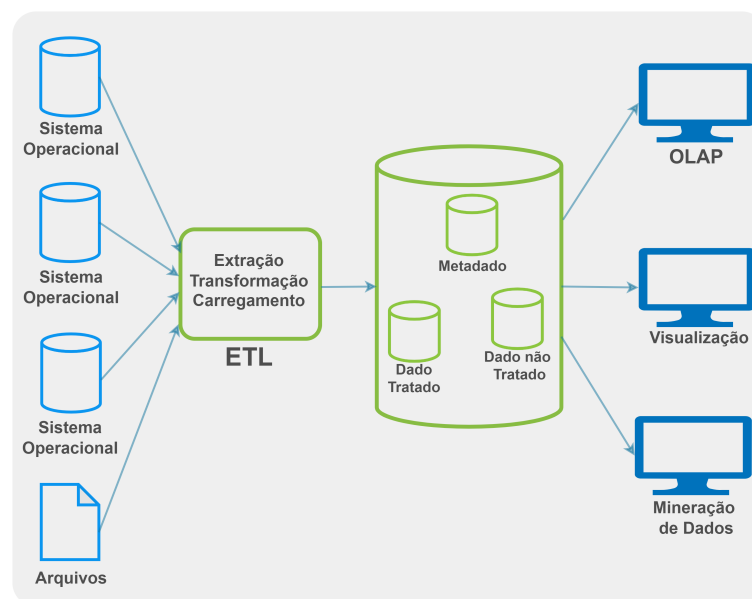 Sistema
Operacional
Sistema
Operacional
Sistema
Operacional
Arquivos
Extração
Transformação
Carregamento
ETL
Metadado
Dado
Tratado
Dado não
Tratado
OLAP
Visualização
Mineração
de Dados